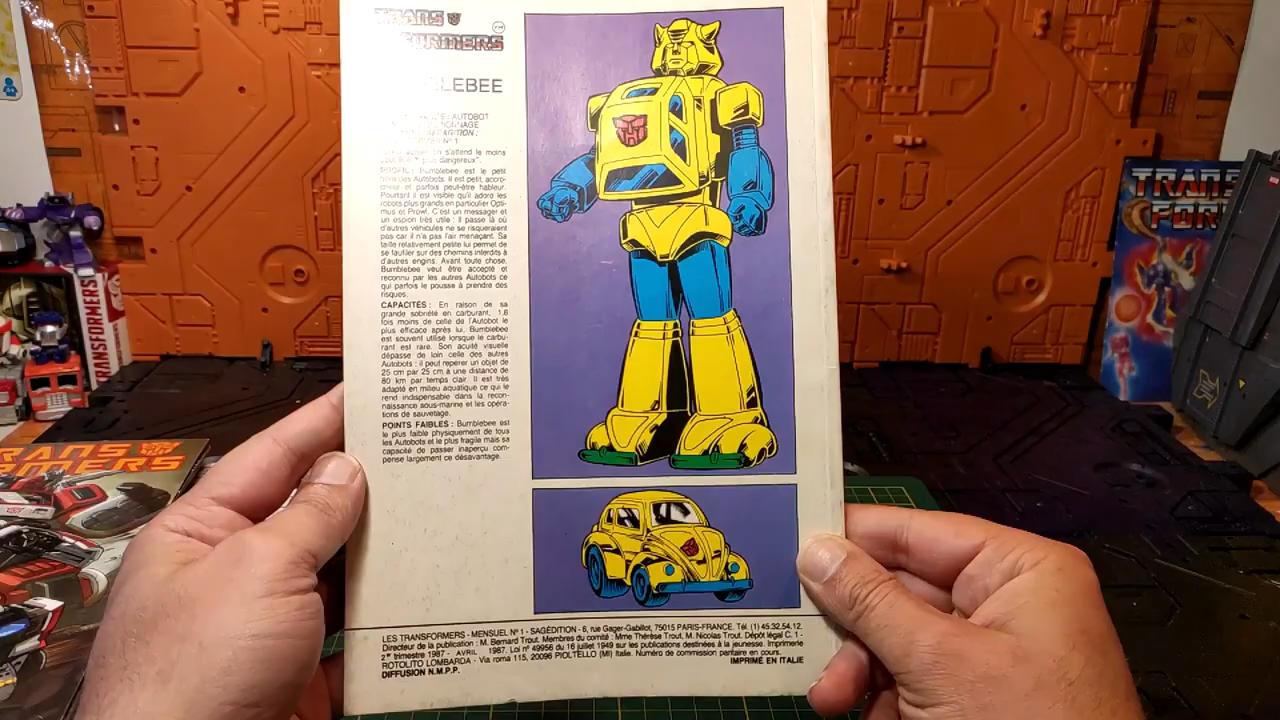 TRANS
FORMERS
TM
LEBEE
: AUTOBOT
dangereux".
PROFIL : Bumblebee est le petit
des Autobots. Il est petit, accro-
cheur et parfois peut-être hableur.
Pourtant il est visible qu'il adore les
robots plus grands en particulier Opti-
mus et Prowl. C'est un messager et
un espion très utile : Il passe là où
d'autres véhicules ne se risqueraient
pas car il n'a pas l'air menaçant. Sa
taille relativement petite lui permet de
se faufiler sur des chemins interdits à
d'autres engins. Avant toute chose,
Bumblebee veut être accepté et
reconnu par les autres Autobots ce
qui parfois le pousse à prendre des
risques.
CAPACITÉS : En raison de sa
grande sobriété en carburant, 1,8
fois moins de celle de l'Autobot le
plus efficace après lui, Bumblebee
est souvent utilisé lorsque le carbu-
rant est rare. Son acuité visuelle
dépasse de loin celle des autres
Autobots : il peut repérer un objet de
25 cm par 25 cm à une distance de
80 km par temps clair. Il est très
adapté en milieu aquatique ce qui le
rend indispensable dans la recon-
naissance sous-marine et les opéra-
tions de sauvetage.
POINTS FAIBLES : Bumblebee est
le plus faible physiquement de tous
les Autobots et le plus fragile mais sa
capacité de passer inaperçu com-
pense largement ce désavantage.
LES TRANSFORMERS - MENSUEL N° 1 - SAGÉDITION - 6, rue Gager-Gabillot, 75015 PARIS-FRANCE. Tél. (1) 45.32.54.12.
Directeur de la publication : M. Bernard Trout. Membres du comité : Mme Thérèse Trout, M. Nicolas Trout. Dépôt légal C. 1 -
2e trimestre 1987 - AVRIL 1987. Loi n° 49956 du 16 juillet 1949 sur les publications destinées à la jeunesse. Imprimerie
ROTOLITO LOMBARDA - Via roma 115, 20096 PIOLTELLO (MI) Italie. Numéro de commission paritaire en cours.
DIFFUSION N.M.P.P.
IMPRIMÉ EN ITALIE
TRANSFORMERS
RANS
ORMERS
TRANS
FOR